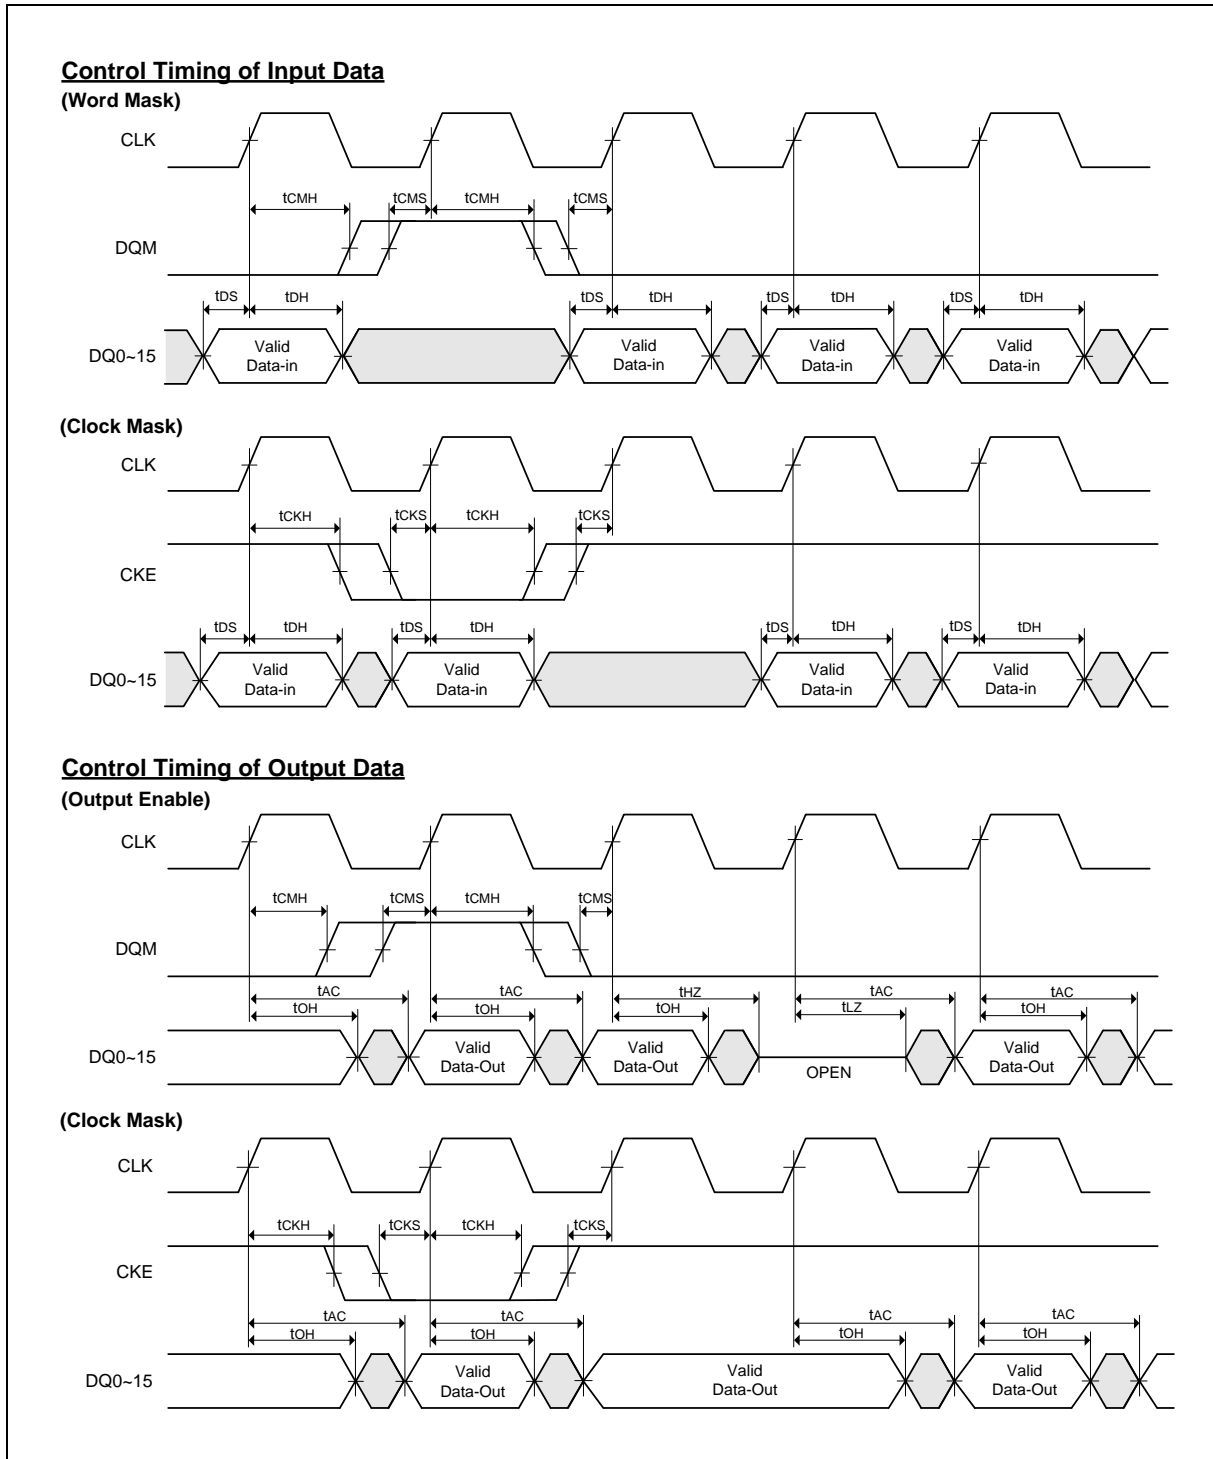 Control Timing of Input Data
(Word Mask)
CLK
tCMH tCMS tCMH tCMS
DQM
tDS tDH tDS tDH tDS tDH tDS tDH
DQ0~15
Valid Data-in
Valid Data-in
Valid Data-in
Valid Data-in
(Clock Mask)
CLK
tCKH tCKS tCKH tCKS
CKE
tDS tDH tDS tDH tDS tDH tDS tDH
DQ0~15
Valid Data-in
Valid Data-in
Valid Data-in
Valid Data-in
Control Timing of Output Data
(Output Enable)
CLK
tCMH tCMS tCMH tCMS
DQM
tAC tAC tHZ tAC tAC
tOH tOH tOH tLZ tOH
DQ0~15
Valid Data-Out
Valid Data-Out
OPEN
Valid Data-Out
(Clock Mask)
CLK
tCKH tCKS tCKH tCKS
CKE
tAC tAC tAC tAC
tOH tOH tOH tOH
DQ0~15
Valid Data-Out
Valid Data-Out
Valid Data-Out